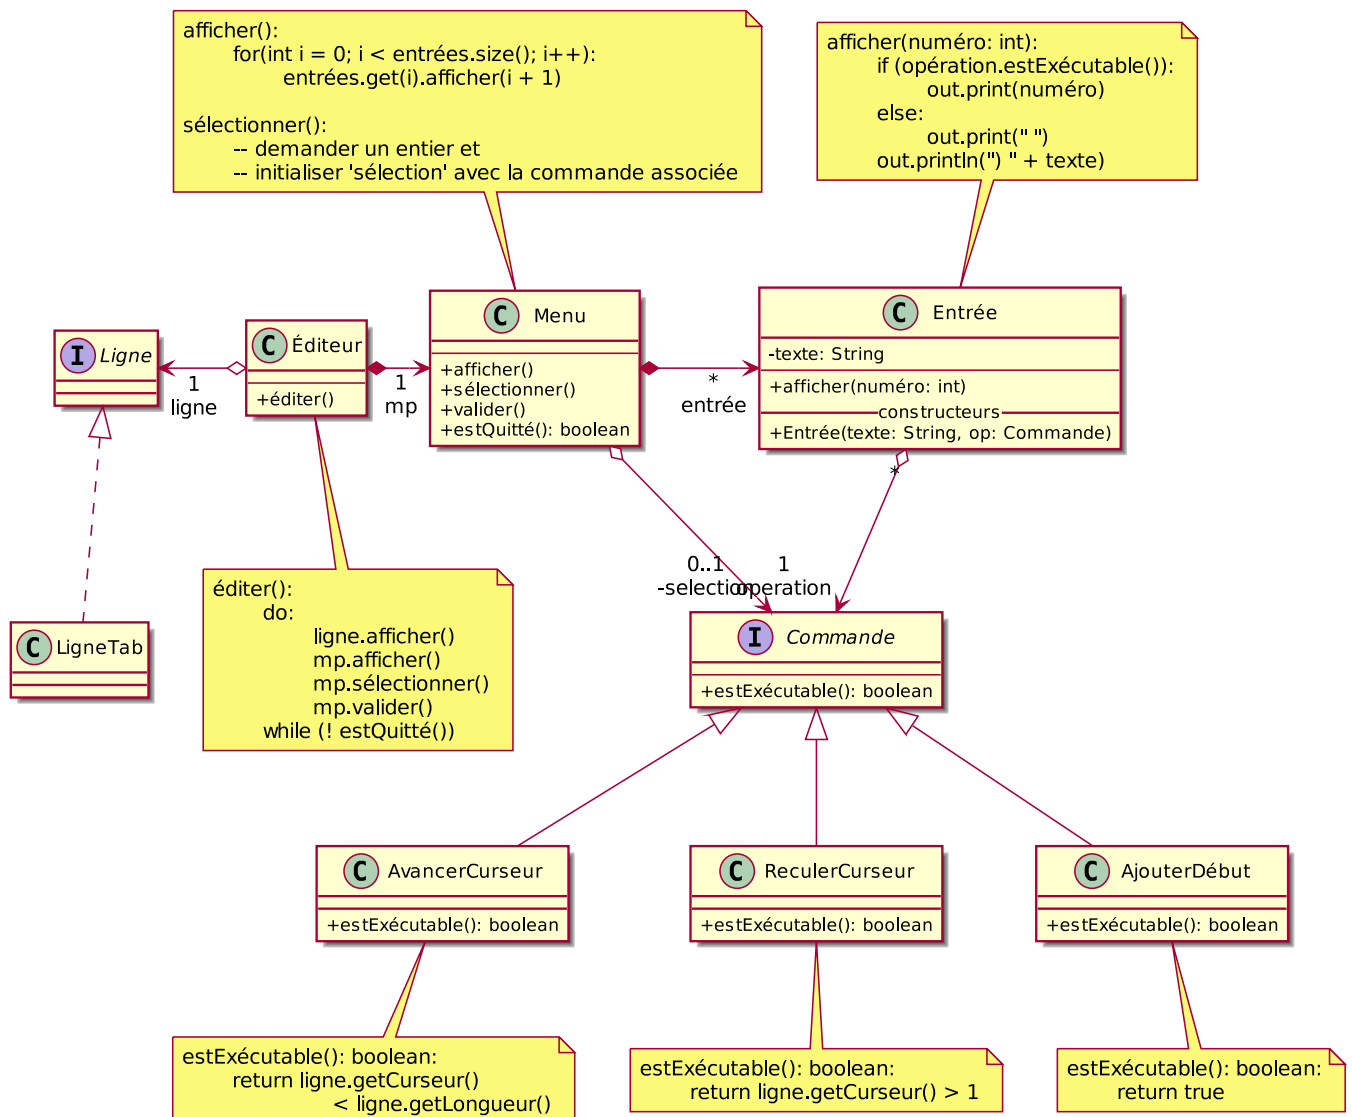 afficher():
for(int i = 0; i < entrées.size(); i++):
entrées.get(i).afficher(i + 1)
sélectionner():
-- demander un entier et
-- initialiser 'sélection' avec la commande associée
afficher(numéro: int):
if (opération.estExécutable()):
out.print(numéro)
else:
out.print(" ")
out.println(") " + texte)
I Ligne
1
ligne
C Éditeur
+éditer()
1
mp
C Menu
+afficher()
+sélectionner()
+valider()
+estQuitté(): boolean
*
entrée
C Entrée
-texte: String
+afficher(numéro: int)
constructeurs
+Entrée(texte: String, op: Commande)
*
0..1
-selection
1
operation
C LigneTab
éditer():
do:
ligne.afficher()
mp.afficher()
mp.sélectionner()
mp.valider()
while (! estQuitté())
I Commande
+estExécutable(): boolean
C AvancerCurseur
+estExécutable(): boolean
C ReculerCurseur
+estExécutable(): boolean
C AjouterDébut
+estExécutable(): boolean
estExécutable(): boolean:
return ligne.getCurseur()
< ligne.getLongueur()
estExécutable(): boolean:
return ligne.getCurseur() > 1
estExécutable(): boolean:
return true